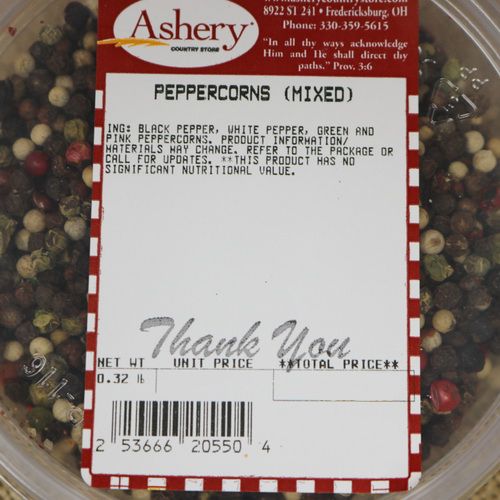 Ashery
COUNTRY STORE
8922 S1 241 • Fredericksburg, OH
Phone: 330-359-5615
"In all thy ways acknowledge
Him and He shall direct thy
paths." Prov. 3:6
PEPPERCORNS (MIXED)
ING: BLACK PEPPER, WHITE PEPPER, GREEN AND
PINK PEPPERCORNS. PRODUCT INFORMATION/
MATERIALS MAY CHANGE. REFER TO THE PACKAGE OR
CALL FOR UPDATES. **THIS PRODUCT HAS NO
SIGNIFICANT NUTRITIONAL VALUE.
Thank You
NET WT UNIT PRICE **TOTAL PRICE**
0.32 lb
2 53666 20550 4